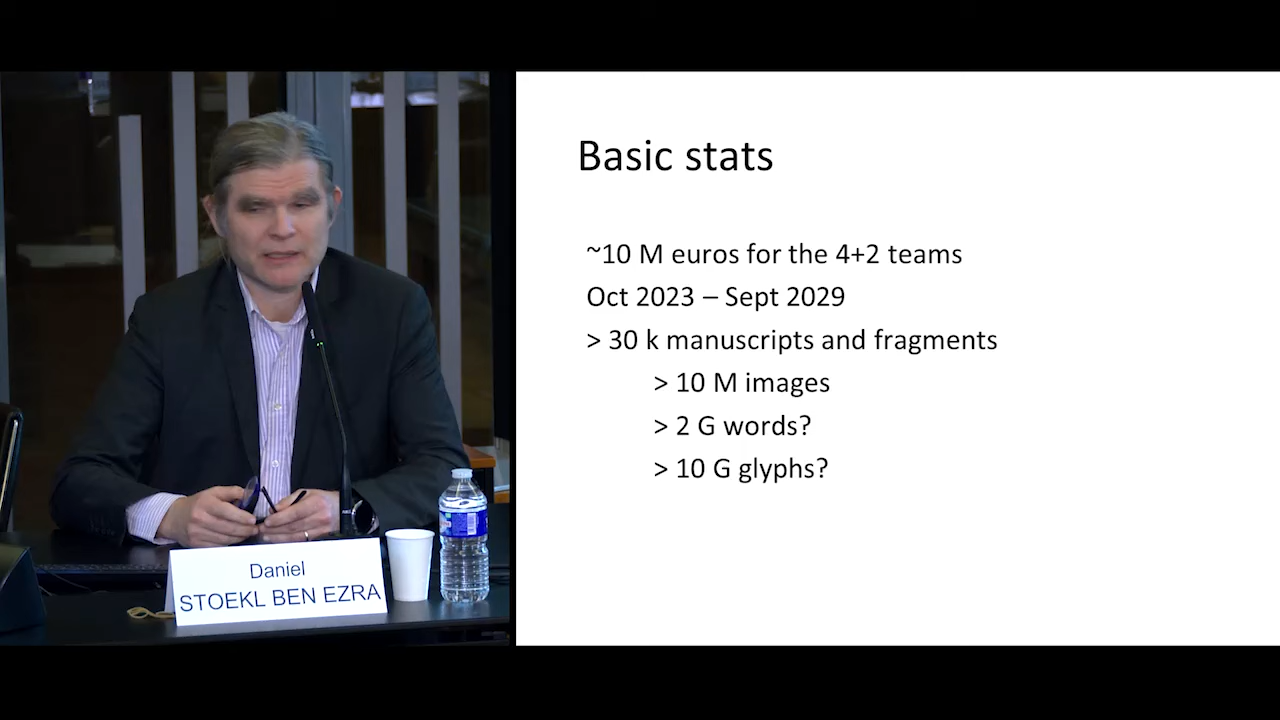 Basic stats
~10 M euros for the 4+2 teams
Oct 2023 – Sept 2029
> 30 k manuscripts and fragments
> 10 M images
> 2 G words?
> 10 G glyphs?
Daniel
STOEKL BEN EZRA